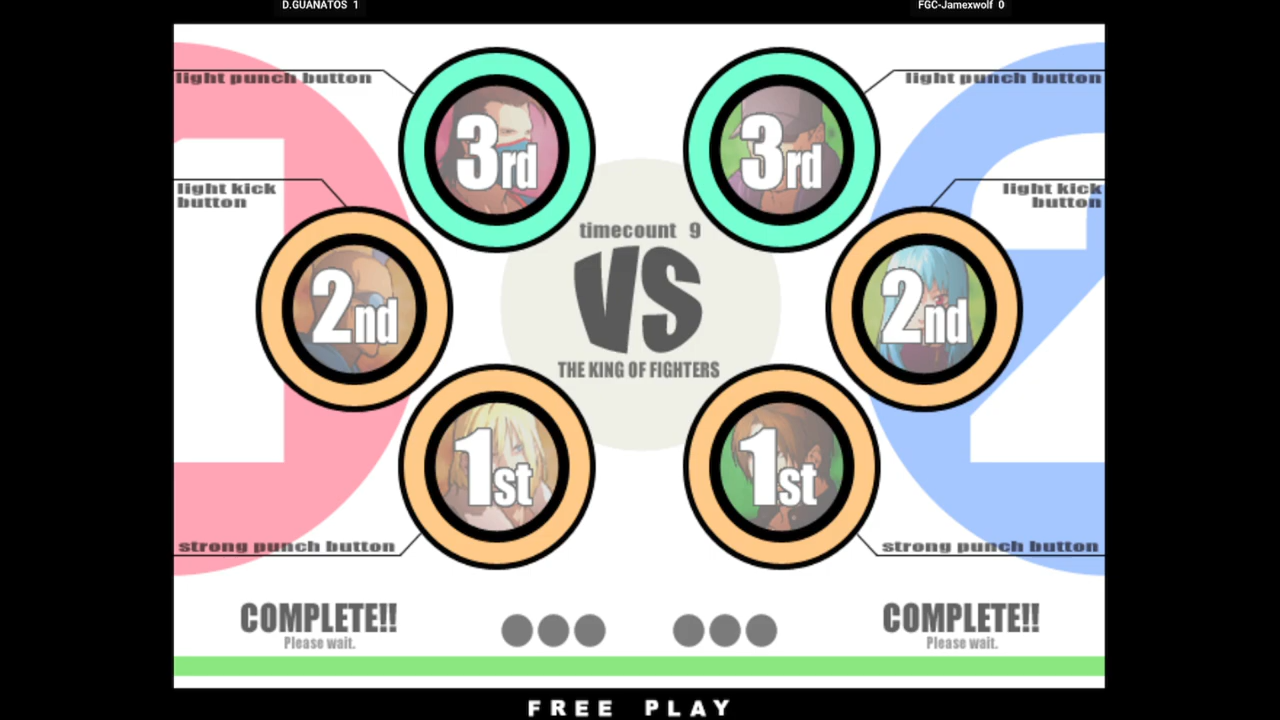 D.GUANATOS 1
FGC-Jamexwolf 0
light punch button
light punch button
3rd
3rd
light kick
button
light kick
button
timecount 9
VS
THE KING OF FIGHTERS
2nd
2nd
1st
1st
strong punch button
strong punch button
COMPLETE!!
Please wait.
COMPLETE!!
Please wait.
FREE PLAY
1
2